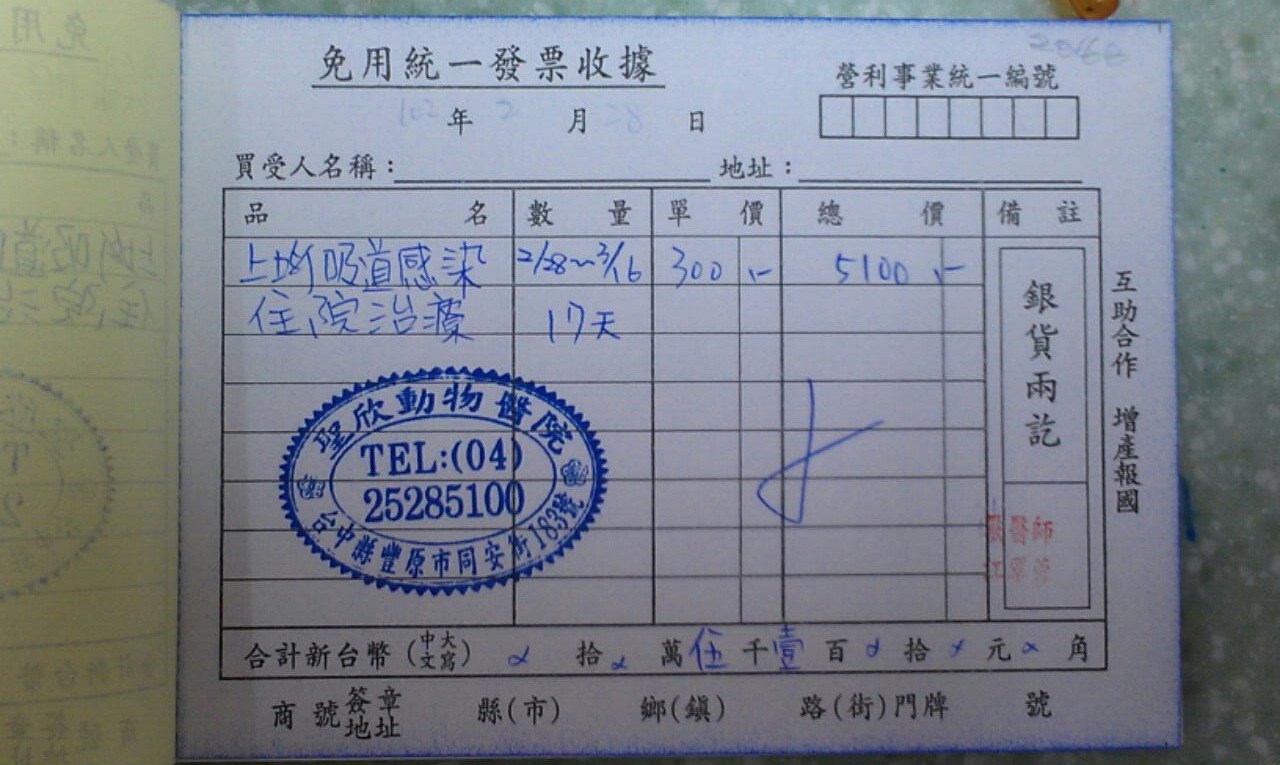 免用統一發票收據
營利事業統一編號
102年 2 月 28 日
買受人名稱： 地址：
品名 數量 單價 總價 備註
上呼吸道感染 2/28～3/16 300 ,- 5100 ,-
住院治療 17天
銀貨兩訖
互助合作 增產報國
聖欣動物醫院
TEL:(04)
25285100
台中縣豐原市同安街183號
醫師
合計新台幣(中文大寫) 拾 萬 伍 千 壹 百 拾 元 角
商號簽章地址 縣(市) 鄉(鎮) 路(街)門牌 號